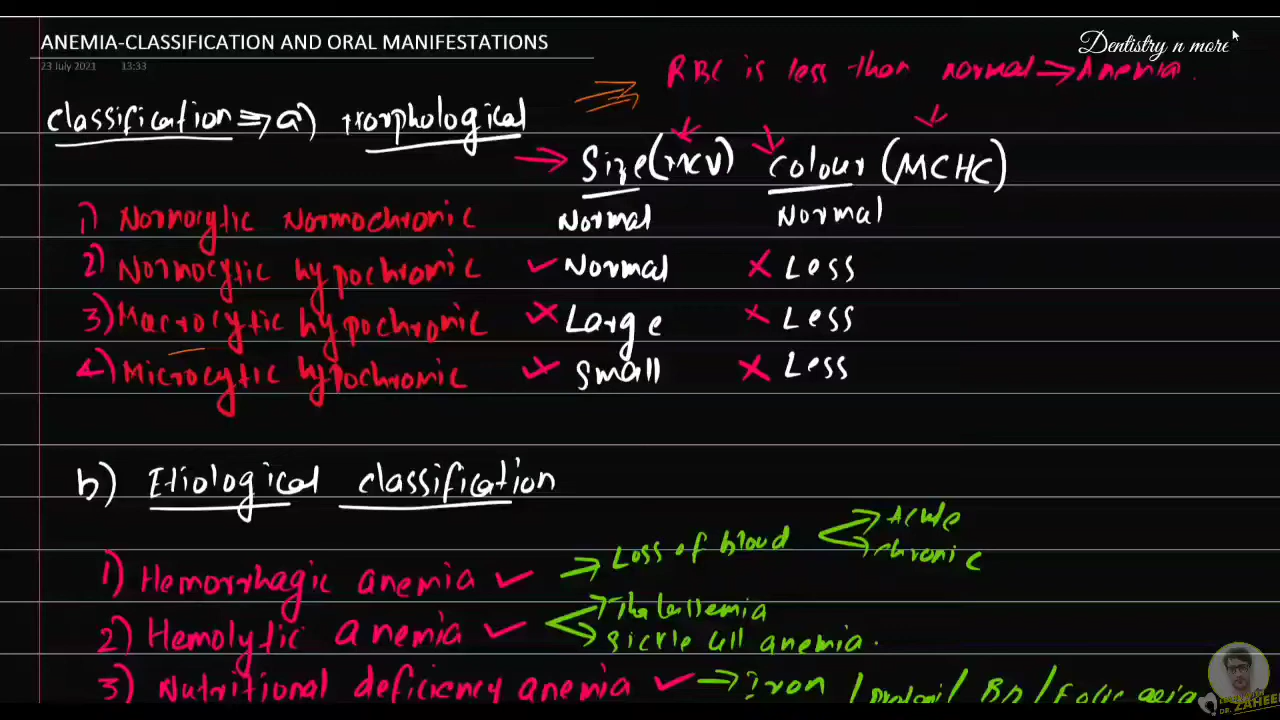 ANEMIA-CLASSIFICATION AND ORAL MANIFESTATIONS
Dentistry n more
23 July 2021 13:33
RBC is less than normal ⇒ Anemia.
classification ⇒ a) Morphological
Size (MCV) Colour (MCHC)
1) Normocytic Normochromic Normal Normal
2) Normocytic hypochromic ✓ Normal ✗ Less
3) Macrocytic hypochromic ✗ Large ✗ Less
4) Microcytic hypochromic ✓ Small ✗ Less
b) Etiological classification
1) Hemorrhagic anemia ✓ → Loss of blood Acute
chronic
2) Hemolytic anemia ✓ Thalassemia
Sickle cell anemia.
3) Nutritional deficiency anemia ✓ → Iron / / / Folic acid
DR. ZAHEER